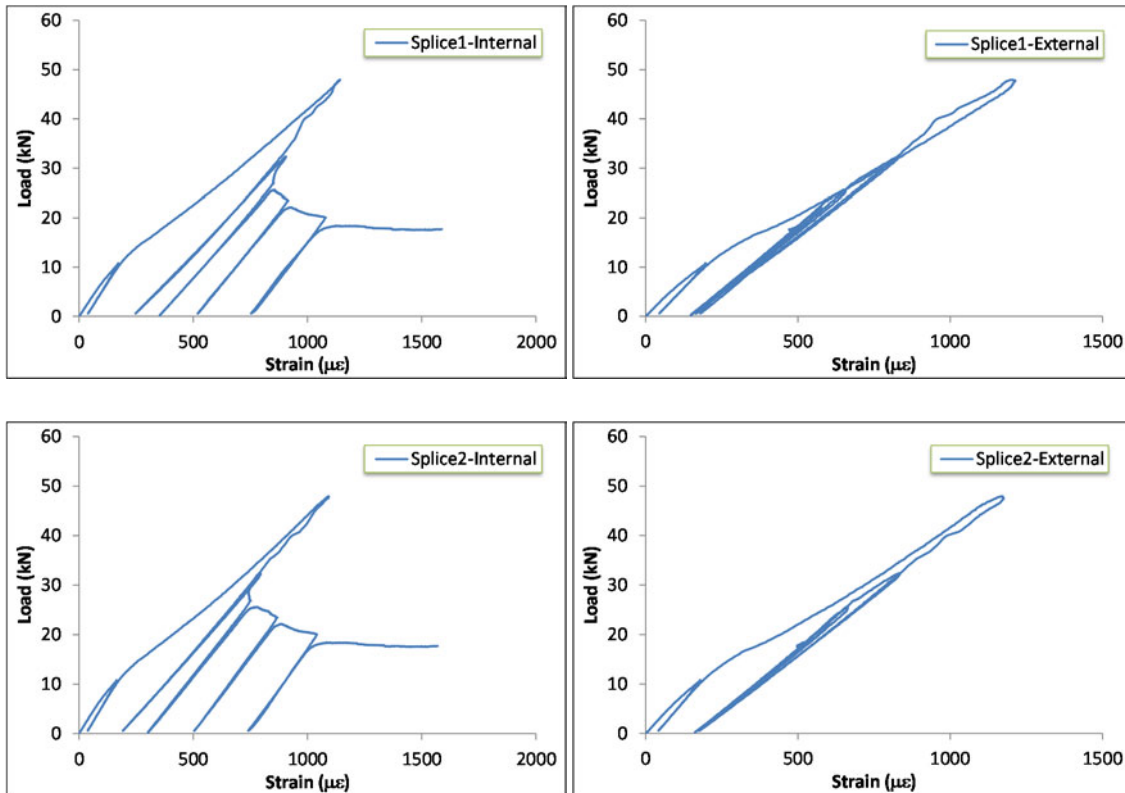 60
50
40
30
20
10
0
Load (kN)
Splice1-Internal
0 500 1000 1500 2000
Strain (με)
60
50
40
30
20
10
0
Load (kN)
Splice1-External
0 500 1000 1500
Strain (με)
60
50
40
30
20
10
0
Load (kN)
Splice2-Internal
0 500 1000 1500 2000
Strain (με)
60
50
40
30
20
10
0
Load (kN)
Splice2-External
0 500 1000 1500
Strain (με)